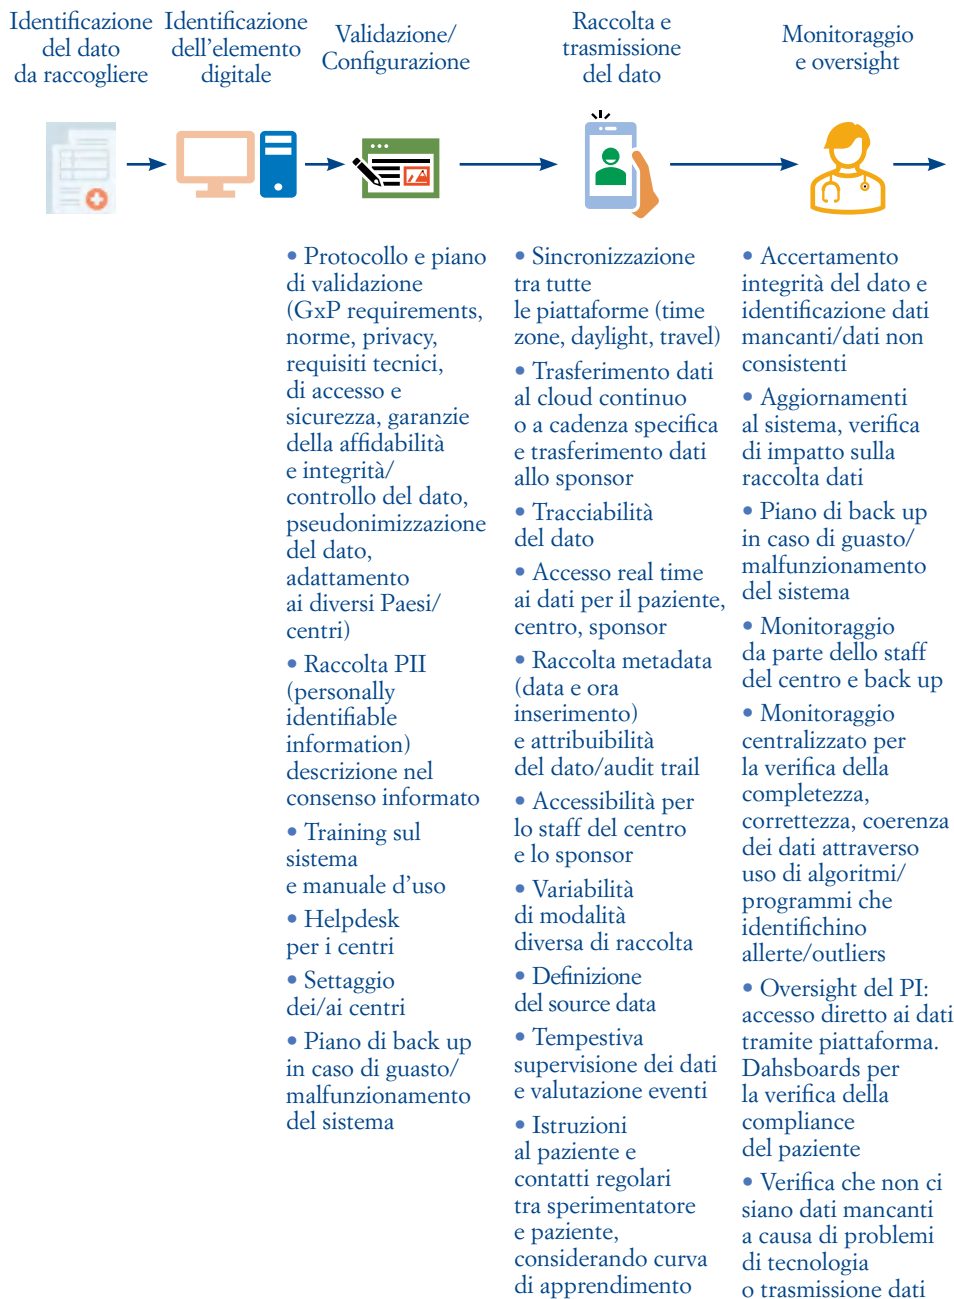 Identificazione
del dato
da raccogliere
Identificazione
dell'elemento
digitale
Validazione/
Configurazione
Raccolta e
trasmissione
del dato
Monitoraggio
e oversight
• Protocollo e piano
di validazione
(GxP requirements,
norme, privacy,
requisiti tecnici,
di accesso e
sicurezza, garanzie
della affidabilità
e integrità/
controllo del dato,
pseudonimizzazione
del dato,
adattamento
ai diversi Paesi/
centri)
• Raccolta PII
(personally
identifiable
information)
descrizione nel
consenso informato
• Training sul
sistema
e manuale d'uso
• Helpdesk
per i centri
• Settaggio
dei/ai centri
• Piano di back up
in caso di guasto/
malfunzionamento
del sistema
• Sincronizzazione
tra tutte
le piattaforme (time
zone, daylight, travel)
• Trasferimento dati
al cloud continuo
o a cadenza specifica
e trasferimento dati
allo sponsor
• Tracciabilità
del dato
• Accesso real time
ai dati per il paziente,
centro, sponsor
• Raccolta metadata
(data e ora
inserimento)
e attribuibilità
del dato/audit trail
• Accessibilità per
lo staff del centro
e lo sponsor
• Variabilità
di modalità
diversa di raccolta
• Definizione
del source data
• Tempestiva
supervisione dei dati
e valutazione eventi
• Istruzioni
al paziente e
contatti regolari
tra sperimentatore
e paziente,
considerando curva
di apprendimento
• Accertamento
integrità del dato e
identificazione dati
mancanti/dati non
consistenti
• Aggiornamenti
al sistema, verifica
di impatto sulla
raccolta dati
• Piano di back up
in caso di guasto/
malfunzionamento
del sistema
• Monitoraggio
da parte dello staff
del centro e back up
• Monitoraggio
centralizzato per
la verifica della
completezza,
correttezza, coerenza
dei dati attraverso
uso di algoritmi/
programmi che
identifichino
allerte/outliers
• Oversight del PI:
accesso diretto ai dati
tramite piattaforma.
Dahsboards per
la verifica della
compliance
del paziente
• Verifica che non ci
siano dati mancanti
a causa di problemi
di tecnologia
o trasmissione dati